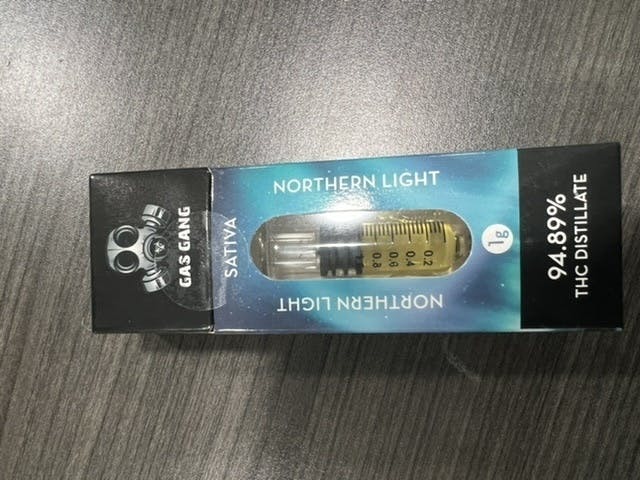 GAS GANG
SATIVA
NORTHERN LIGHT
NORTHERN LIGHT
0.8
0.6
0.4
0.2
1g
94.89%
THC DISTILLATE